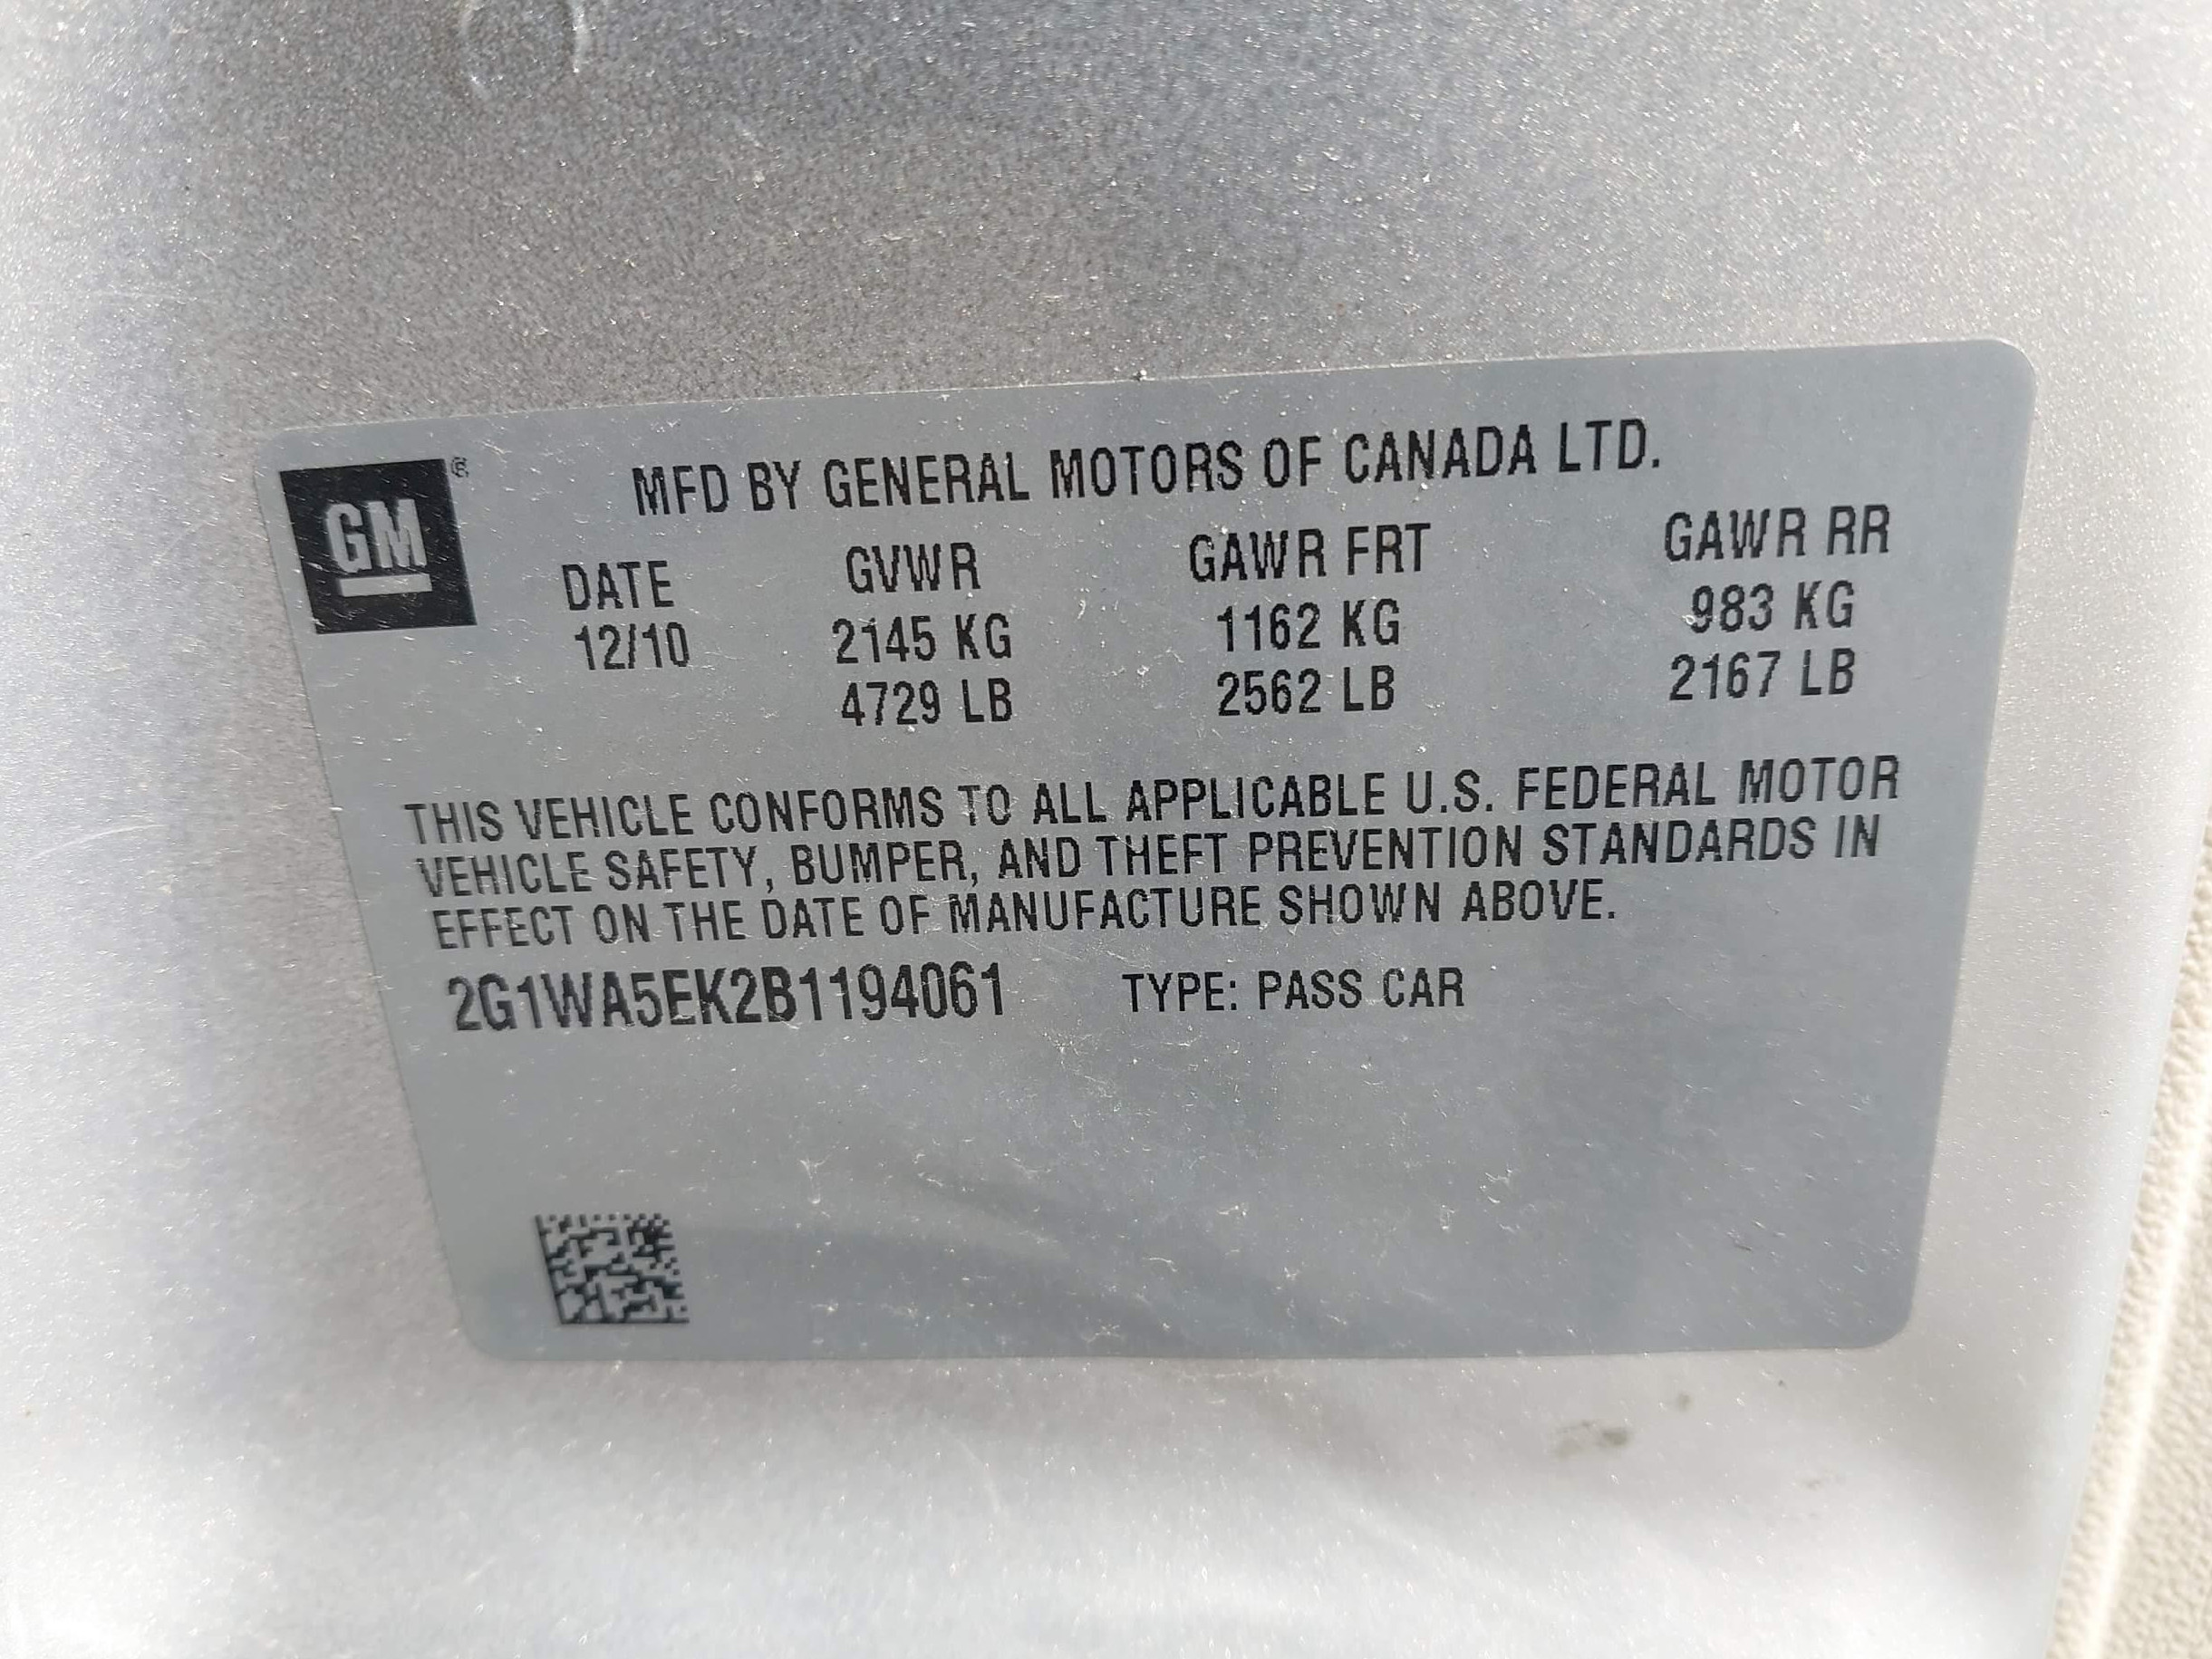 GM ®
MFD BY GENERAL MOTORS OF CANADA LTD.
DATE GVWR GAWR FRT GAWR RR
12/10 2145 KG 1162 KG 983 KG
4729 LB 2562 LB 2167 LB
THIS VEHICLE CONFORMS TO ALL APPLICABLE U.S. FEDERAL MOTOR
VEHICLE SAFETY, BUMPER, AND THEFT PREVENTION STANDARDS IN
EFFECT ON THE DATE OF MANUFACTURE SHOWN ABOVE.
2G1WA5EK2B1194061 TYPE: PASS CAR